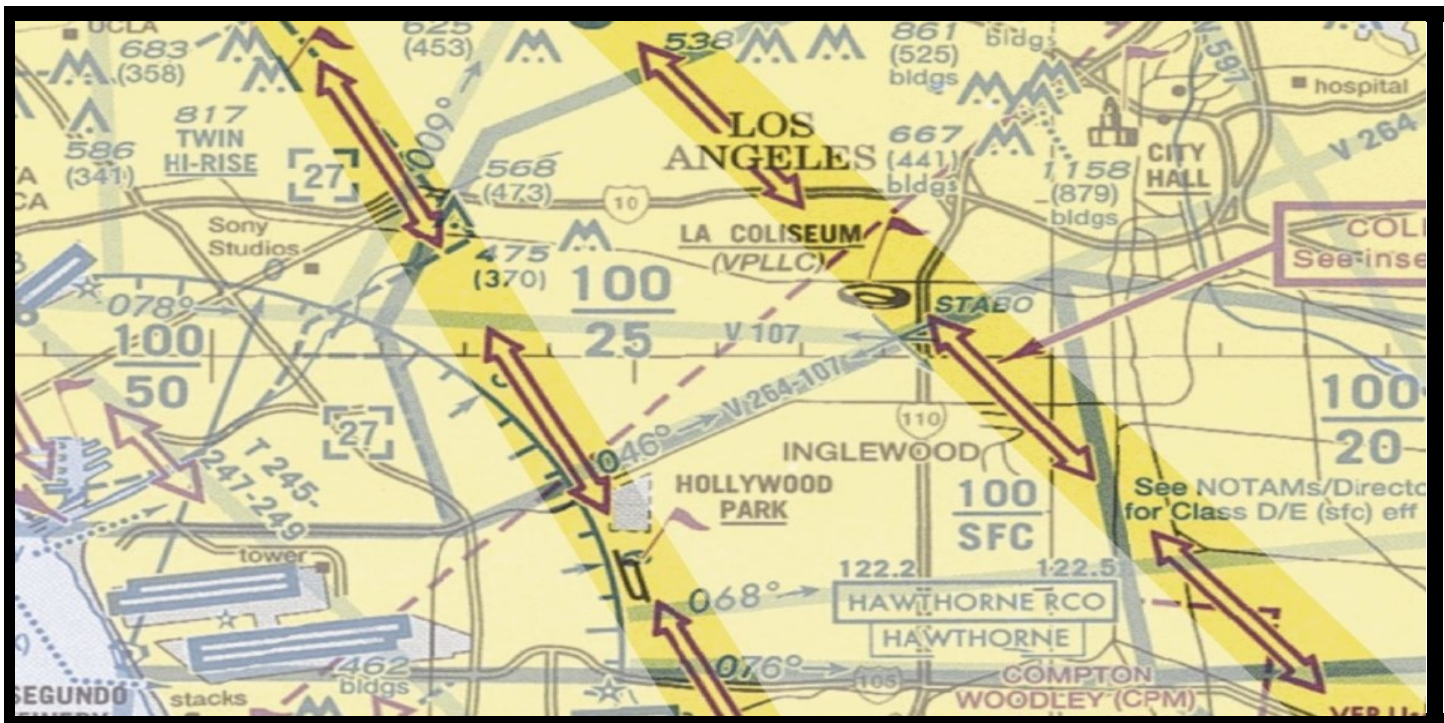 UCLA
683
(358)
625
(453)
538
861
(525)
bldgs
bldg
V 597
hospital
817
TWIN
HI-RISE
009°
LOS
ANGELES
667
(441)
bldgs
V 264
586
(341)
27
568
(473)
10
1158
(879)
bldgs
CITY
HALL
CA
Sony
Studios
475
(370)
LA COLISEUM
(VPLLC)
COLI
See inse
078°
100
25
STABO
100
50
V 107
V 264-107
100
20
27
046°
110
INGLEWOOD
T 245-
247-249
HOLLYWOOD
PARK
100
SFC
See NOTAMs/Directo
for Class D/E (sfc) eff
tower
122.2
122.5
068°
HAWTHORNE RCO
HAWTHORNE
462
bldgs
076°
105
COMPTON
WOODLEY (CPM)
SEGUNDO
stacks